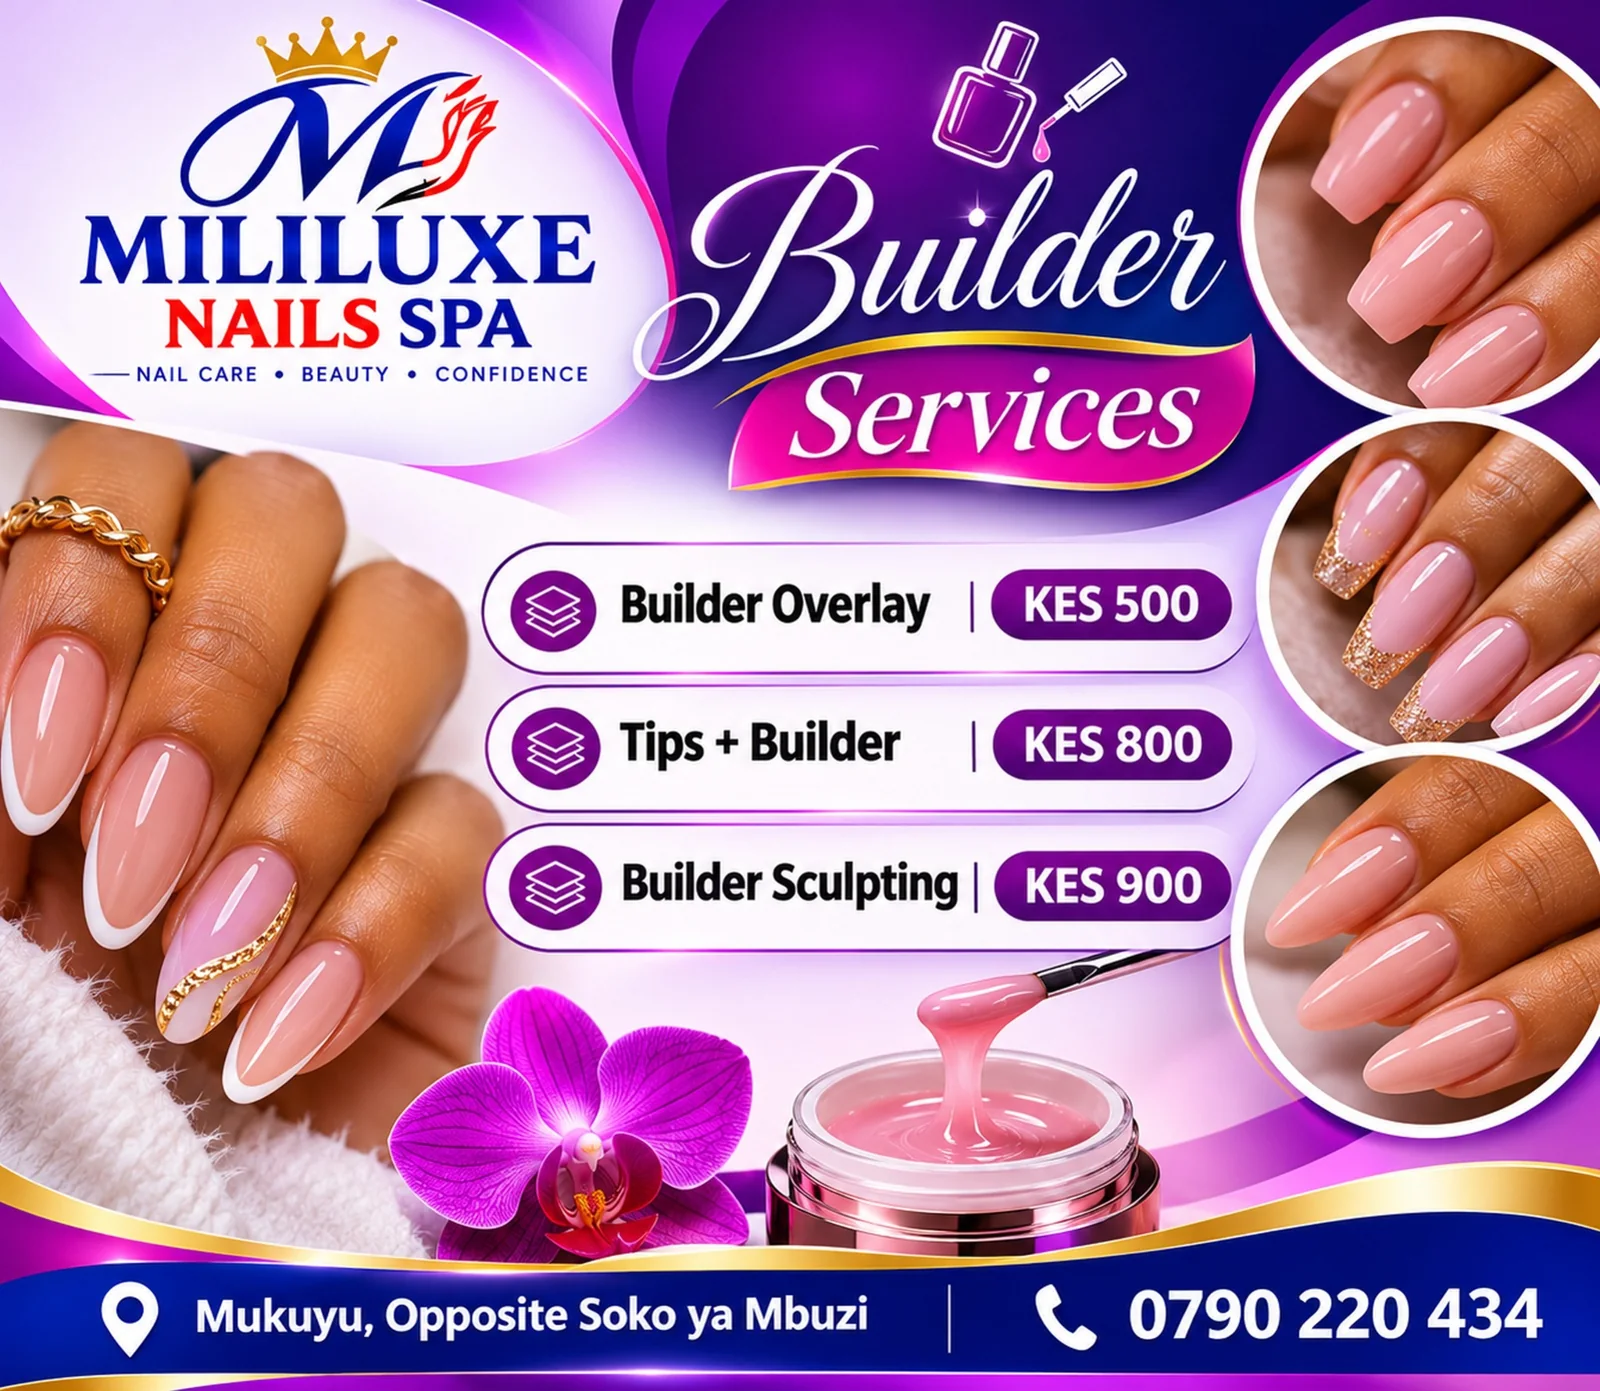 M
MILILUXE
NAILS SPA
NAIL CARE • BEAUTY • CONFIDENCE
Builder
Services
Builder Overlay | KES 500
Tips + Builder | KES 800
Builder Sculpting | KES 900
Mukuyu, Opposite Soko ya Mbuzi | 0790 220 434